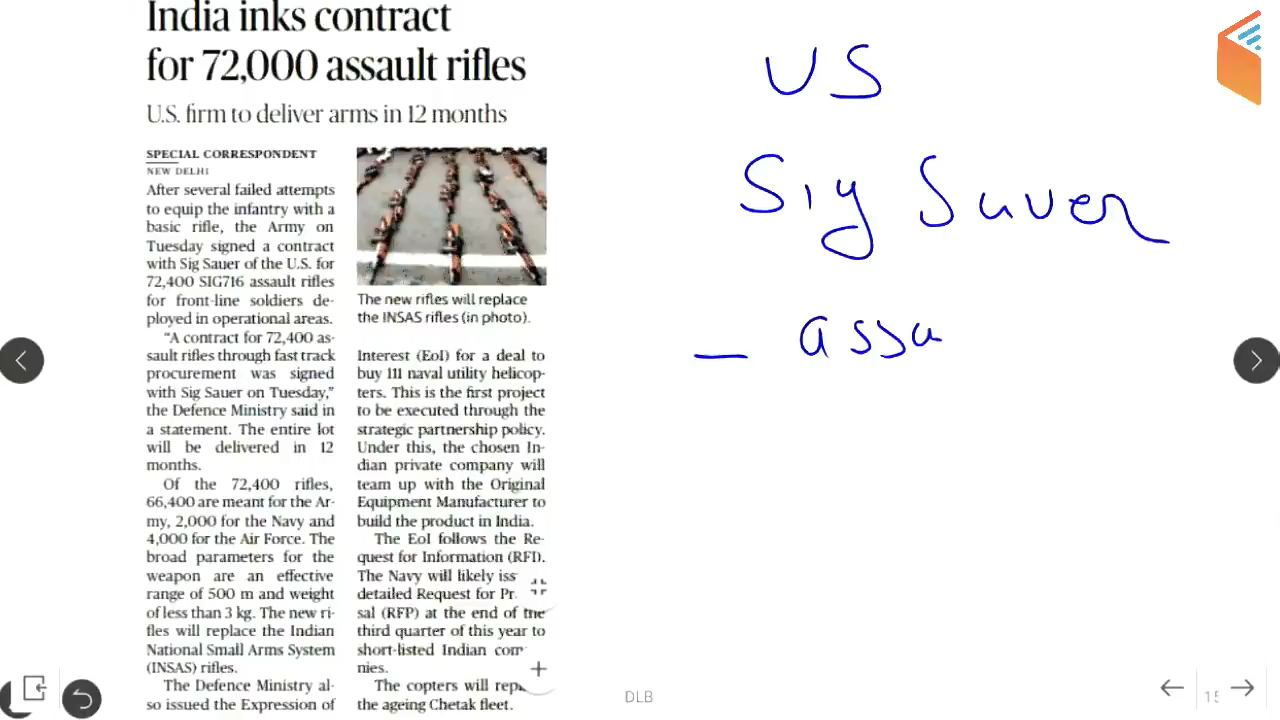 India inks contract
for 72,000 assault rifles
U.S. firm to deliver arms in 12 months
SPECIAL CORRESPONDENT
NEW DELHI
After several failed attempts
to equip the infantry with a
basic rifle, the Army on
Tuesday signed a contract
with Sig Sauer of the U.S. for
72,400 SIG716 assault rifles
for front-line soldiers de-
ployed in operational areas.
"A contract for 72,400 as-
sault rifles through fast track
procurement was signed
with Sig Sauer on Tuesday,"
the Defence Ministry said in
a statement. The entire lot
will be delivered in 12
months.
Of the 72,400 rifles,
66,400 are meant for the Ar-
my, 2,000 for the Navy and
4,000 for the Air Force. The
broad parameters for the
weapon are an effective
range of 500 m and weight
of less than 3 kg. The new ri-
fles will replace the Indian
National Small Arms System
(INSAS) rifles.
The Defence Ministry al-
so issued the Expression of
The new rifles will replace
the INSAS rifles (in photo).
Interest (EoI) for a deal to
buy 111 naval utility helicop-
ters. This is the first project
to be executed through the
strategic partnership policy.
Under this, the chosen In-
dian private company will
team up with the Original
Equipment Manufacturer to
build the product in India.
The EoI follows the Re-
quest for Information (RFI).
The Navy will likely iss
detailed Request for Pr
sal (RFP) at the end of the
third quarter of this year to
short-listed Indian com
nies.
The copters will rep
the ageing Chetak fleet.
US
Sig Suver
– assa
DLB
15